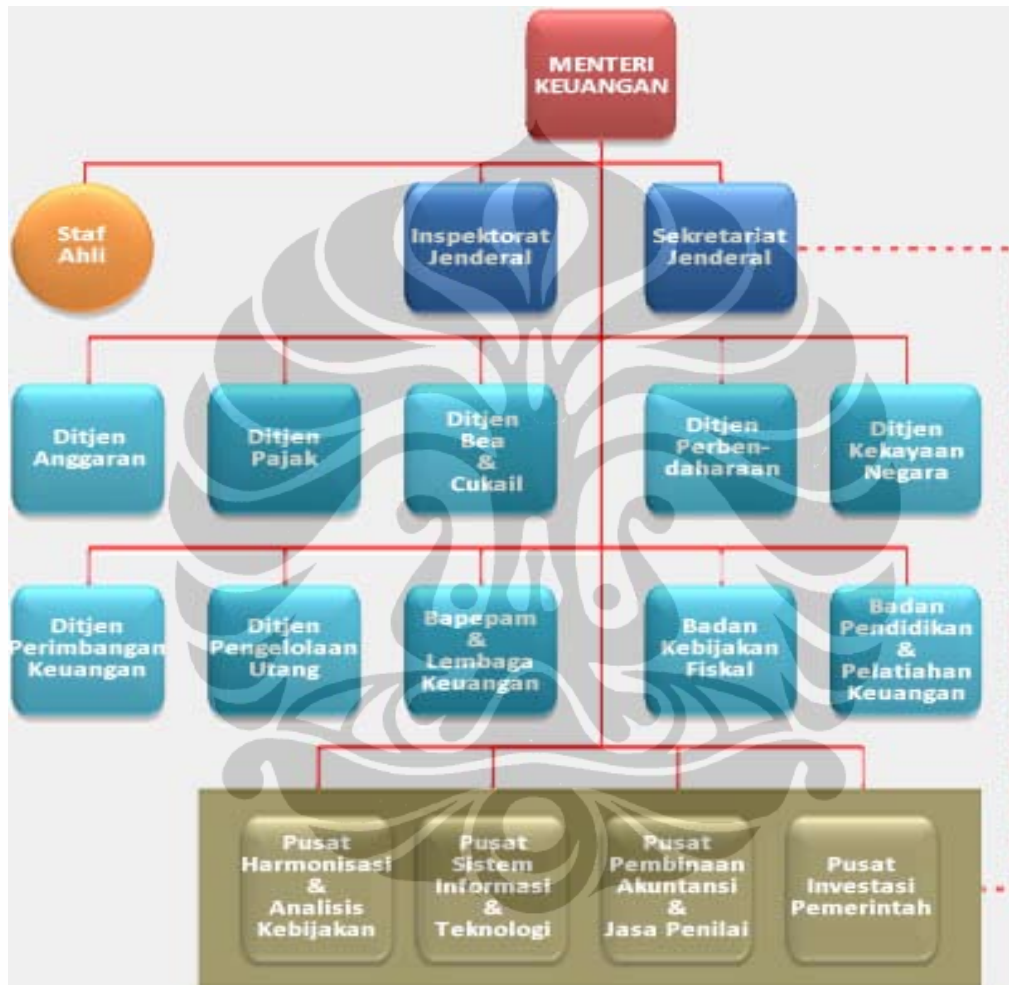 MENTERI
KEUANGAN
Staf
Ahli
Inspektorat
Jenderal
Sekretariat
Jenderal
Ditjen
Anggaran
Ditjen
Pajak
Ditjen
Bea
&
Cukail
Ditjen
Perben-
daharaan
Ditjen
Kekayaan
Negara
Ditjen
Perimbangan
Keuangan
Ditjen
Pengelolaan
Utang
Bapepam
&
Lembaga
Keuangan
Badan
Kebijakan
Fiskal
Badan
Pendidikan
&
Pelatiahan
Keuangan
Pusat
Harmonisasi
&
Analisis
Kebijakan
Pusat
Sistem
Informasi
&
Teknologi
Pusat
Pembinaan
Akuntansi
&
Jasa Penilai
Pusat
Investasi
Pemerintah